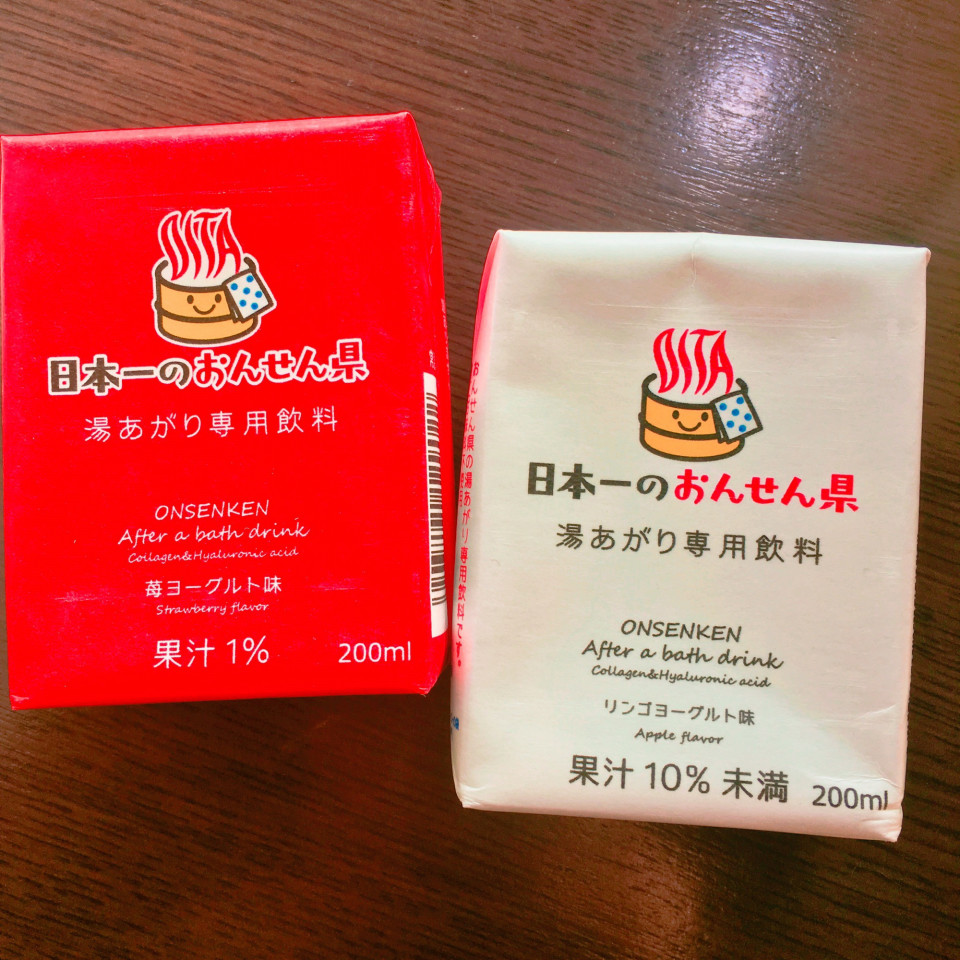 OITA
日本一のおんせん県
湯あがり専用飲料
ONSENKEN
After a bath drink
Collagen&Hyaluronic acid
苺ヨーグルト味
Strawberry flavor
果汁1%
200ml
おんせん県の湯あがり専用飲料です。
OITA
日本一のおんせん県
湯あがり専用飲料
ONSENKEN
After a bath drink
Collagen&Hyaluronic acid
リンゴヨーグルト味
Apple flavor
果汁10%未満
200ml